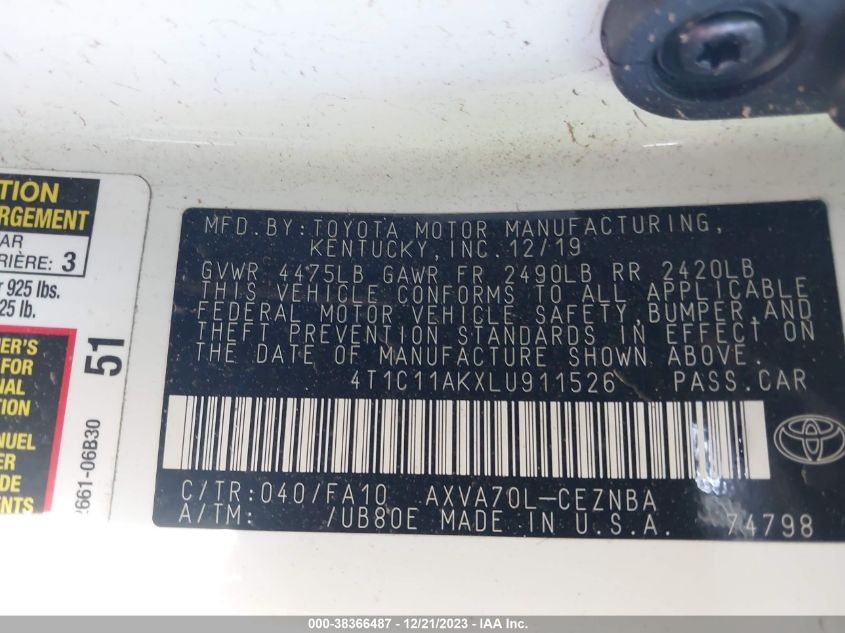 TION
RGEMENT
AR
RIÈRE: 3
925 lbs.
25 lb.
ER'S
FOR
NAL
TION
NUEL
ER
R
51
2661-06B30
MFD. BY: TOYOTA MOTOR MANUFACTURING,
KENTUCKY, INC. 12/19
GVWR 4475LB GAWR FR 2490LB RR 2420LB
THIS VEHICLE CONFORMS TO ALL APPLICABLE
FEDERAL MOTOR VEHICLE SAFETY, BUMPER, AND
THEFT PREVENTION STANDARDS IN EFFECT ON
THE DATE OF MANUFACTURE SHOWN ABOVE.
4T1C11AKXLU911526 PASS.CAR
C/TR: 040/FA10 AXVA70L-CEZNBA
A/TM: /UB80E MADE IN U.S.A. 74798
000-38366487 - 12/21/2023 - IAA Inc.